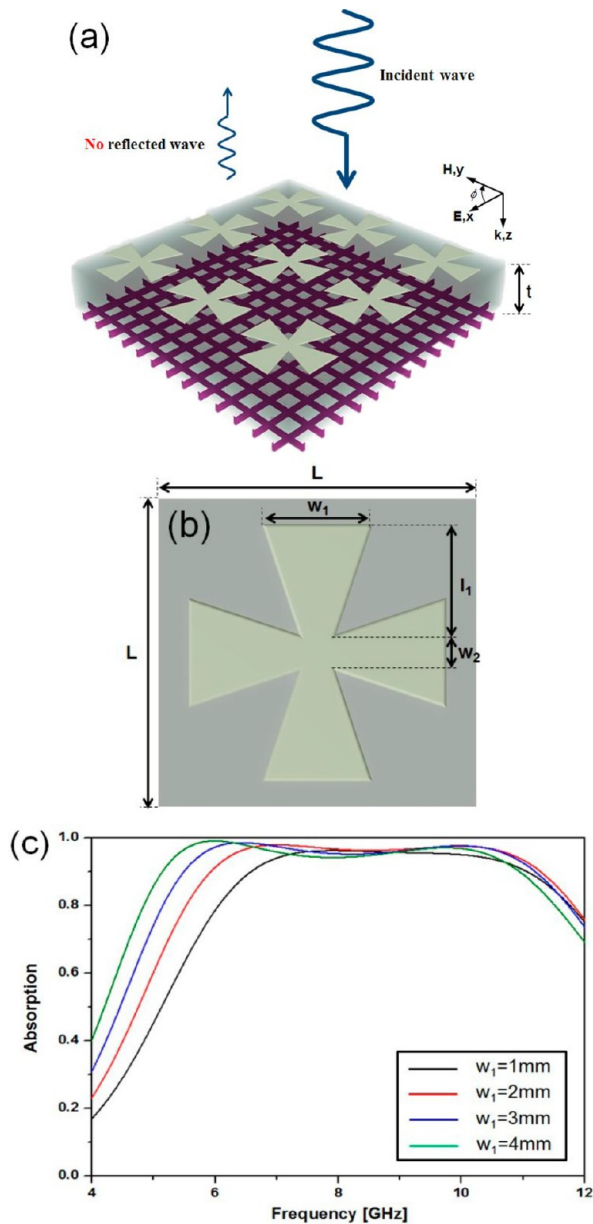 (a)
Incident wave
No reflected wave
H,y
ϕ
E,x
k,z
t
L
(b)
w₁
l₁
L
w₂
(c)
1.0
0.8
0.6
0.4
0.2
0.0
Absorption
w₁=1mm
w₁=2mm
w₁=3mm
w₁=4mm
4
6
8
10
12
Frequency [GHz]